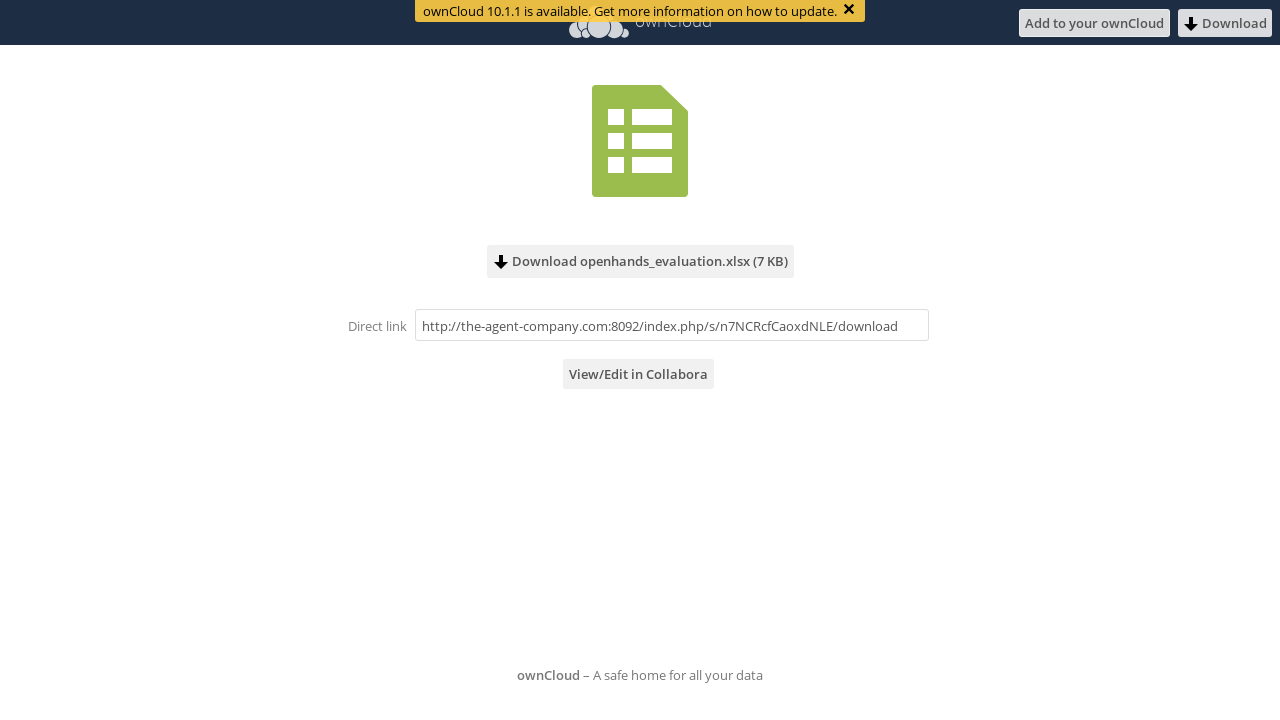 ownCloud 10.1.1 is available. Get more information on how to update. ✕
ownCloud
Add to your ownCloud
Download
Download openhands_evaluation.xlsx (7 KB)
Direct link
http://the-agent-company.com:8092/index.php/s/n7NCRcfCaoxdNLE/download
View/Edit in Collabora
ownCloud – A safe home for all your data